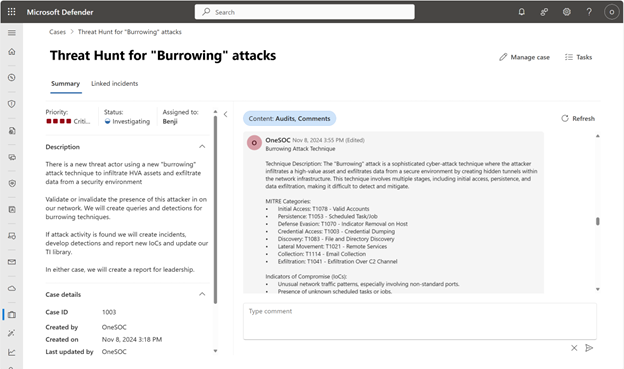 Microsoft Defender
Search
Cases > Threat Hunt for "Burrowing" attacks
Threat Hunt for "Burrowing" attacks
Manage case
Tasks
Summary
Linked incidents
Priority:
Criti...
Status:
Investigating
Assigned to:
Benji
Description
There is a new threat actor using a new "burrowing"
attack technique to infiltrate HVA assets and exfiltrate
data from a security environment
Validate or invalidate the presence of this attacker in on
our network. We will create queries and detections for
burrowing techniques.
If attack activity is found we will create incidents,
develop detections and report new IoCs and update our
TI library.
In either case, we will create a report for leadership.
Case details
Case ID 1003
Created by OneSOC
Created on Nov 8, 2024 3:18 PM
Last updated by OneSOC
Content: Audits, Comments
Refresh
O
OneSOC Nov 8, 2024 3:55 PM (Edited)
Burrowing Attack Technique
Technique Description: The "Burrowing" attack is a sophisticated cyber-attack technique where the attacker
infiltrates a high-value asset and exfiltrates data from a secure environment by creating hidden tunnels within
the network infrastructure. This technique involves multiple stages, including initial access, persistence, and
data exfiltration, making it difficult to detect and mitigate.
MITRE Categories:
• Initial Access: T1078 - Valid Accounts
• Persistence: T1053 - Scheduled Task/Job
• Defense Evasion: T1070 - Indicator Removal on Host
• Credential Access: T1003 - Credential Dumping
• Discovery: T1083 - File and Directory Discovery
• Lateral Movement: T1021 - Remote Services
• Collection: T1114 - Email Collection
• Exfiltration: T1041 - Exfiltration Over C2 Channel
Indicators of Compromise (IoCs):
• Unusual network traffic patterns, especially involving non-standard ports.
• Presence of unknown scheduled tasks or jobs.
Type comment